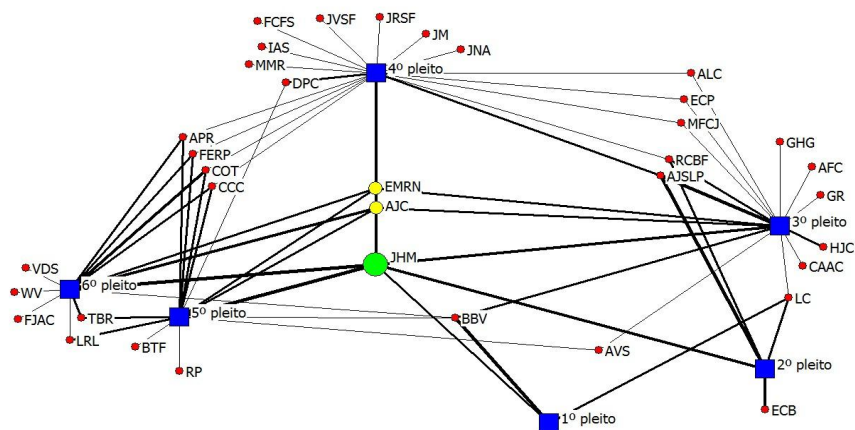 FCFS
JVSF
JRSF
JM
JNA
IAS
MMR
4º pleito
DPC
ALC
ECP
MFCJ
APR
FERP
COT
CCC
RCBF
AJSLP
GHG
AFC
GR
EMRN
AJC
3º pleito
HJC
CAAC
JHM
VDS
6º pleito
WV
FJAC
TBR
5º pleito
LRL
BTF
RP
BBV
AVS
LC
2º pleito
ECB
1º pleito